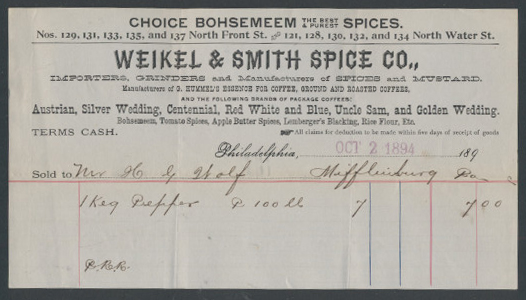 CHOICE BOHSEMEEM THE BEST & PUREST SPICES.
Nos. 129, 131, 133, 135, and 137 North Front St. and 121, 128, 130, 132, and 134 North Water St.
WEIKEL & SMITH SPICE CO.,
IMPORTERS, GRINDERS and Manufacturers of SPICES and MUSTARD.
Manufacturers of G. HUMMEL'S ESSENCE FOR COFFEE, GROUND AND ROASTED COFFEES,
AND THE FOLLOWING BRANDS OF PACKAGE COFFEES:
Austrian, Silver Wedding, Centennial, Red White and Blue, Uncle Sam, and Golden Wedding.
Bohsemeem, Tomato Spices, Apple Butter Spices, Lemberger's Blacking, Rice Flour, Etc.
TERMS CASH. All claims for deduction to be made within five days of receipt of goods
Philadelphia, OCT 2 1894 189
Sold to Mr H G Wolf Mifflinburg Pa
1 Keg Pepper P 100 lb 7 7 00
P.R.R.